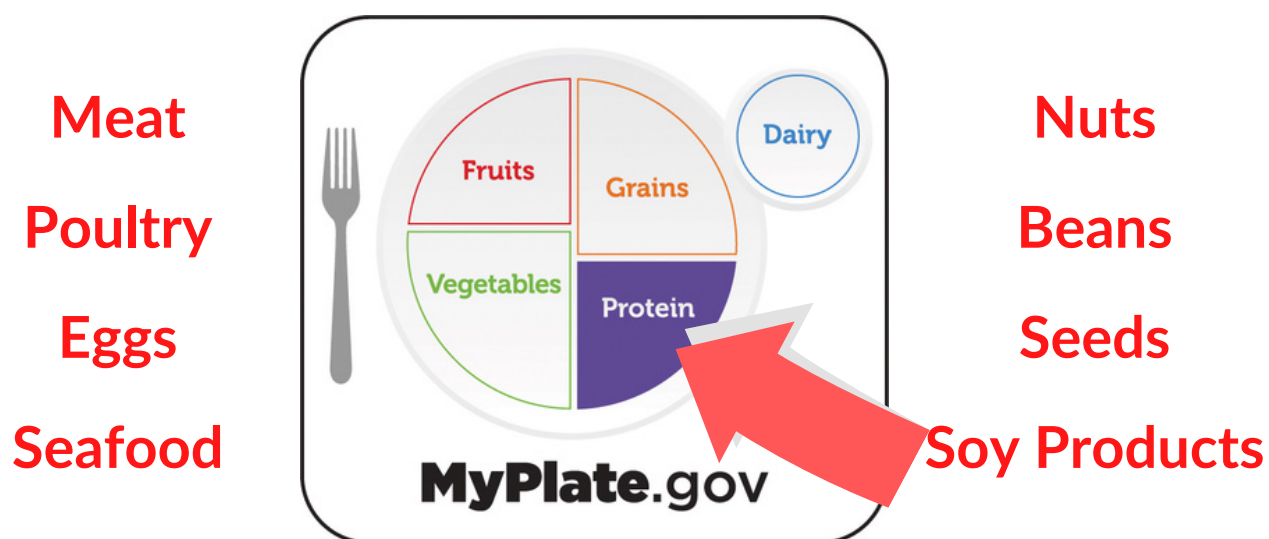 Meat
Poultry
Eggs
Seafood
Fruits
Grains
Vegetables
Protein
Dairy
MyPlate.gov
Nuts
Beans
Seeds
Soy Products